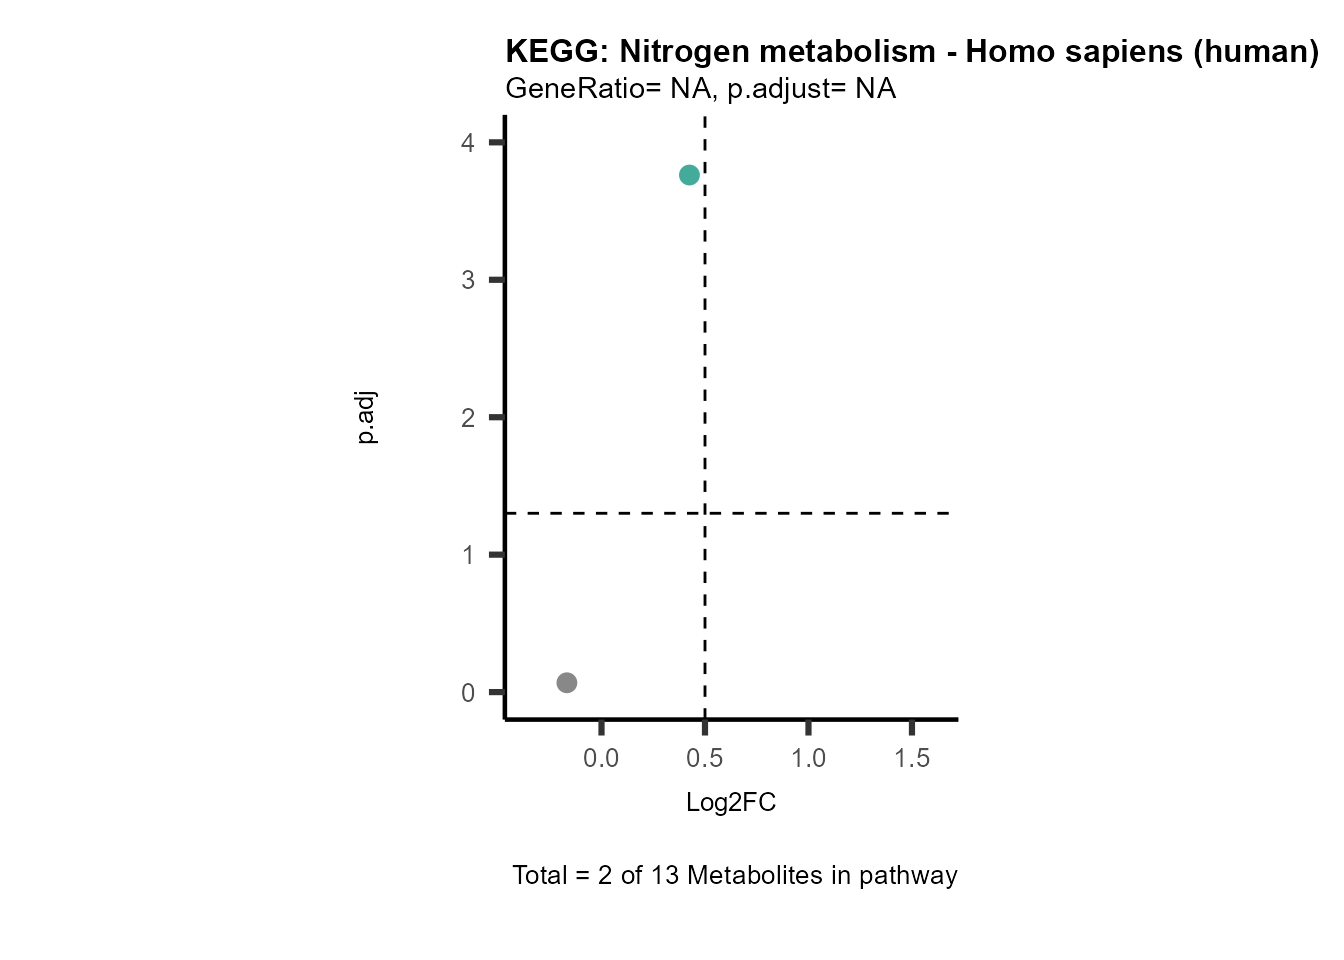 KEGG: Nitrogen metabolism - Homo sapiens (human)
GeneRatio= NA, p.adjust= NA
4
3
2
1
0
p.adj
0.0 0.5 1.0 1.5
Log2FC
Total = 2 of 13 Metabolites in pathway